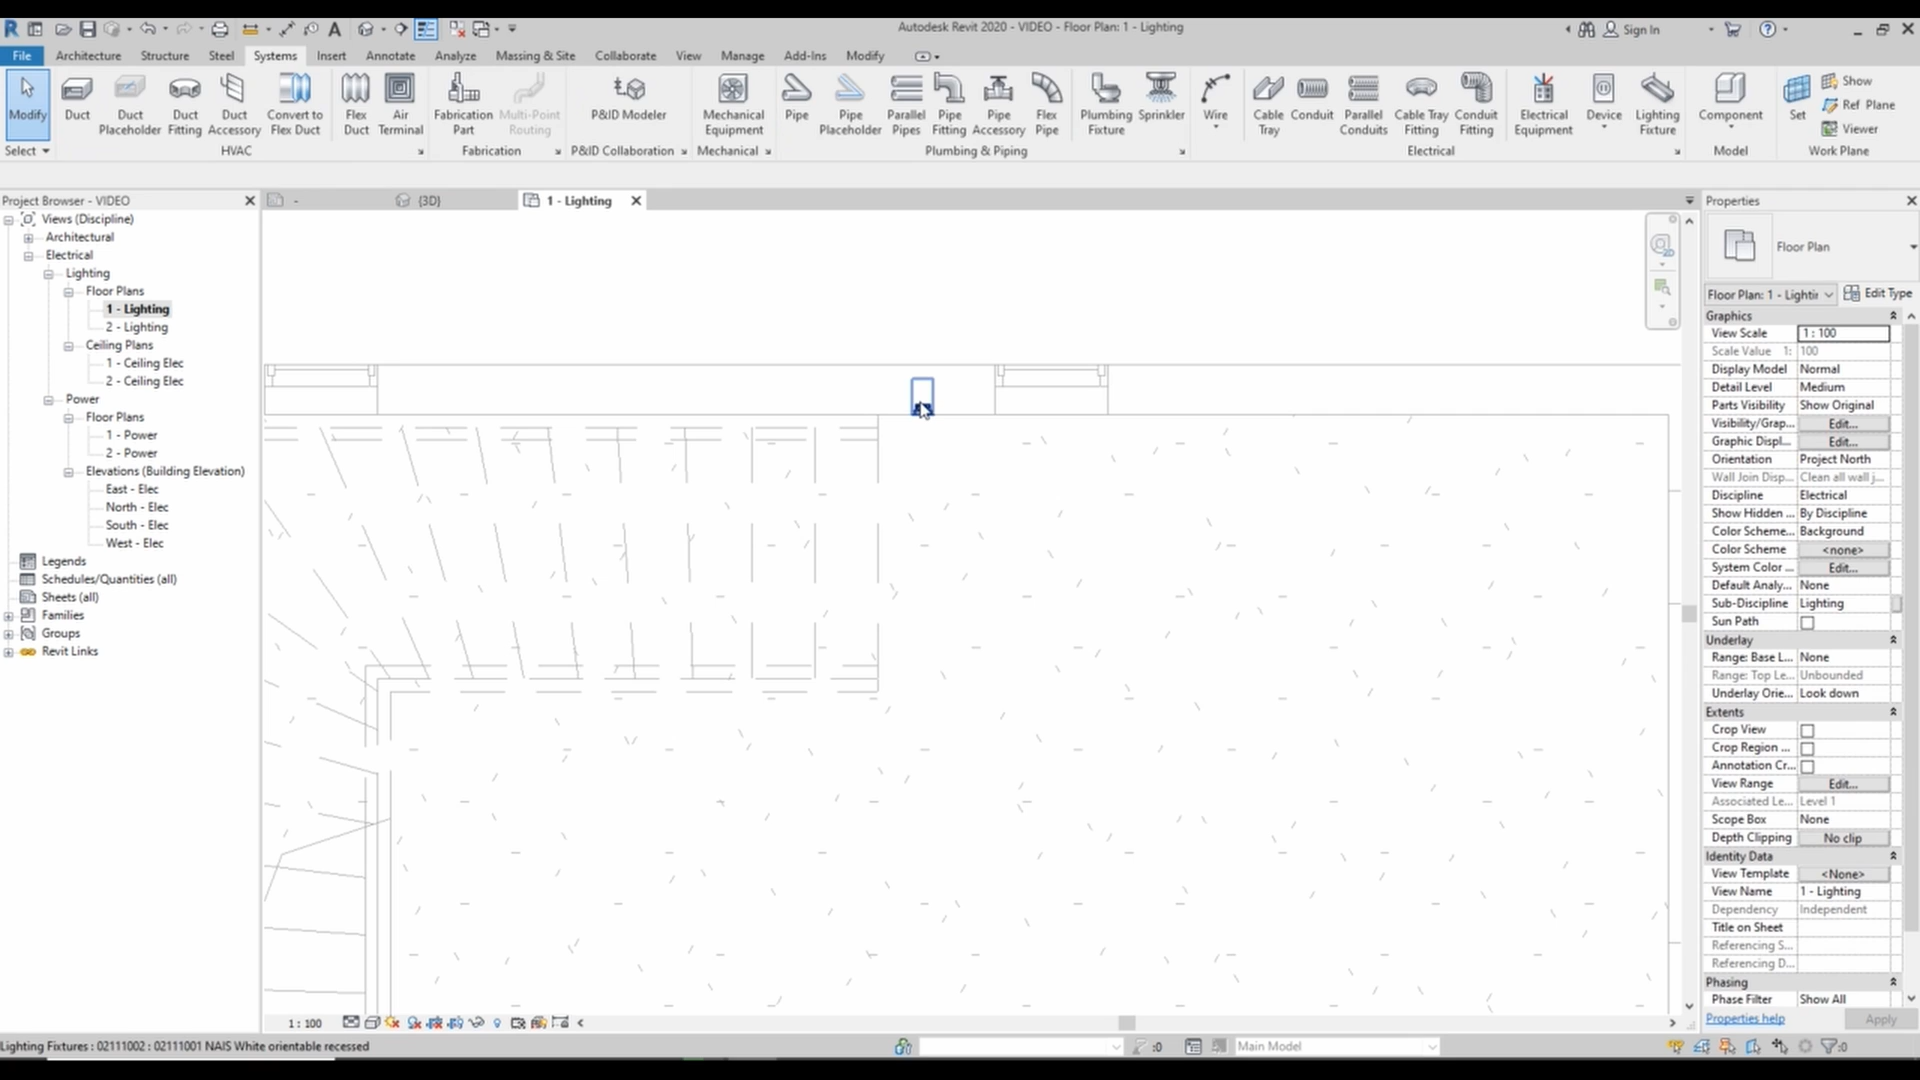 Autodesk Revit 2020 - VIDEO - Floor Plan: 1 - Lighting
Sign In
File Architecture Structure Steel Systems Insert Annotate Analyze Massing & Site Collaborate View Manage Add-Ins Modify
Modify
Duct
Duct Placeholder
Duct Fitting
Duct Accessory
Convert to Flex Duct
Flex Duct
Air Terminal
Fabrication Part
Multi-Point Routing
P&ID Modeler
Mechanical Equipment
Pipe
Pipe Placeholder
Parallel Pipes
Pipe Fitting
Pipe Accessory
Flex Pipe
Plumbing Fixture
Sprinkler
Wire
Cable Tray
Conduit
Parallel Conduits
Cable Tray Fitting
Conduit Fitting
Electrical Equipment
Device
Lighting Fixture
Component
Set
Show
Ref Plane
Viewer
Select HVAC Fabrication P&ID Collaboration Mechanical Plumbing & Piping Electrical Model Work Plane
Project Browser - VIDEO
- {3D} 1 - Lighting
Views (Discipline)
Architectural
Electrical
Lighting
Floor Plans
1 - Lighting
2 - Lighting
Ceiling Plans
1 - Ceiling Elec
2 - Ceiling Elec
Power
Floor Plans
1 - Power
2 - Power
Elevations (Building Elevation)
East - Elec
North - Elec
South - Elec
West - Elec
Legends
Schedules/Quantities (all)
Sheets (all)
Families
Groups
Revit Links
Properties
Floor Plan
Floor Plan: 1 - Lightir Edit Type
Graphics
View Scale 1 : 100
Scale Value 1: 100
Display Model Normal
Detail Level Medium
Parts Visibility Show Original
Visibility/Grap... Edit...
Graphic Displ... Edit...
Orientation Project North
Wall Join Disp... Clean all wall j...
Discipline Electrical
Show Hidden ... By Discipline
Color Scheme... Background
Color Scheme <none>
System Color ... Edit...
Default Analy... None
Sub-Discipline Lighting
Sun Path
Underlay
Range: Base L... None
Range: Top Le... Unbounded
Underlay Orie... Look down
Extents
Crop View
Crop Region ...
Annotation Cr...
View Range Edit...
Associated Le... Level 1
Scope Box None
Depth Clipping No clip
Identity Data
View Template <None>
View Name 1 - Lighting
Dependency Independent
Title on Sheet
Referencing S...
Referencing D...
Phasing
Phase Filter Show All
Properties help Apply
1 : 100
Lighting Fixtures : 02111002 : 02111001 NAIS White orientable recessed
:0
Main Model
:0